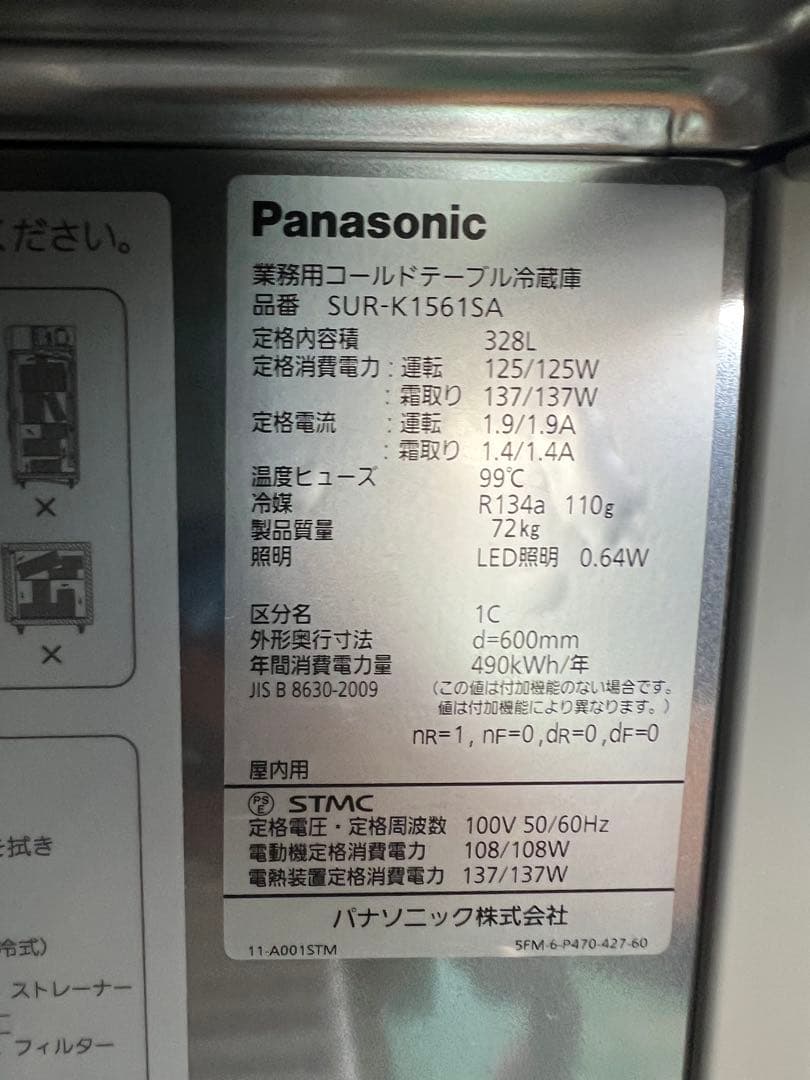 ください。
×
×
を拭き
冷式)
ストレーナー
フィルター
Panasonic
業務用コールドテーブル冷蔵庫
品番 SUR-K1561SA
定格内容積 328L
定格消費電力:運転 125/125W
:霜取り 137/137W
定格電流 :運転 1.9/1.9A
:霜取り 1.4/1.4A
温度ヒューズ 99℃
冷媒 R134a 110g
製品質量 72kg
照明 LED照明 0.64W
区分名 1C
外形奥行寸法 d=600mm
年間消費電力量 490kWh/年
JIS B 8630-2009 (この値は付加機能のない場合です。
値は付加機能により異なります。)
nR=1, nF=0,dR=0,dF=0
屋内用
PSE STMC
定格電圧・定格周波数 100V 50/60Hz
電動機定格消費電力 108/108W
電熱装置定格消費電力 137/137W
パナソニック株式会社
11-A001STM 5FM-6-P470-427-60